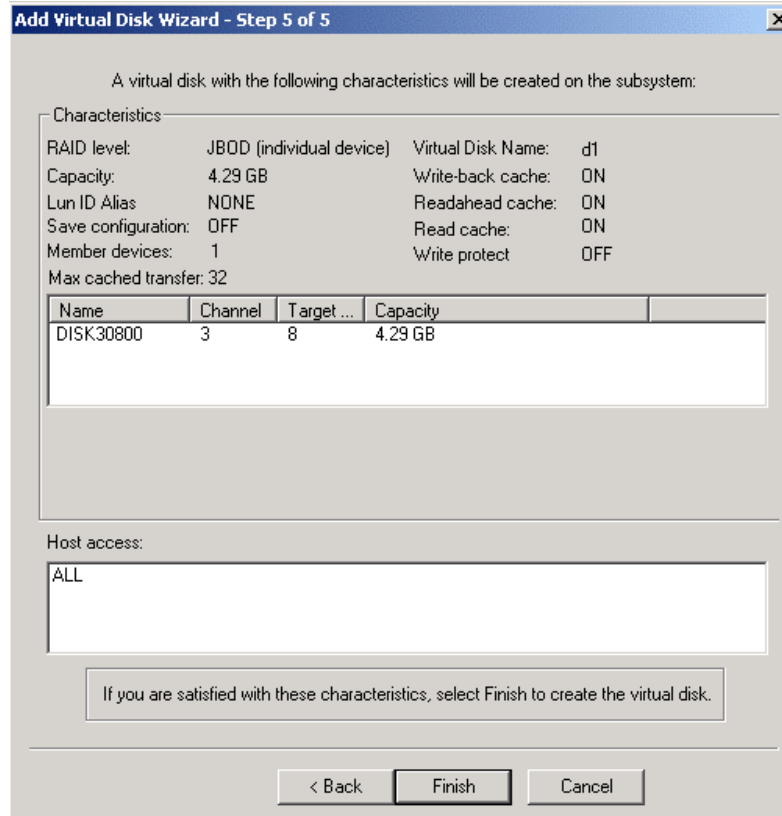 Add Virtual Disk Wizard - Step 5 of 5
A virtual disk with the following characteristics will be created on the subsystem:
Characteristics
RAID level: JBOD (individual device) Virtual Disk Name: d1
Capacity: 4.29 GB Write-back cache: ON
Lun ID Alias NONE Readahead cache: ON
Save configuration: OFF Read cache: ON
Member devices: 1 Write protect OFF
Max cached transfer: 32
Name Channel Target ... Capacity
DISK30800 3 8 4.29 GB
Host access:
ALL
If you are satisfied with these characteristics, select Finish to create the virtual disk.
< Back Finish Cancel